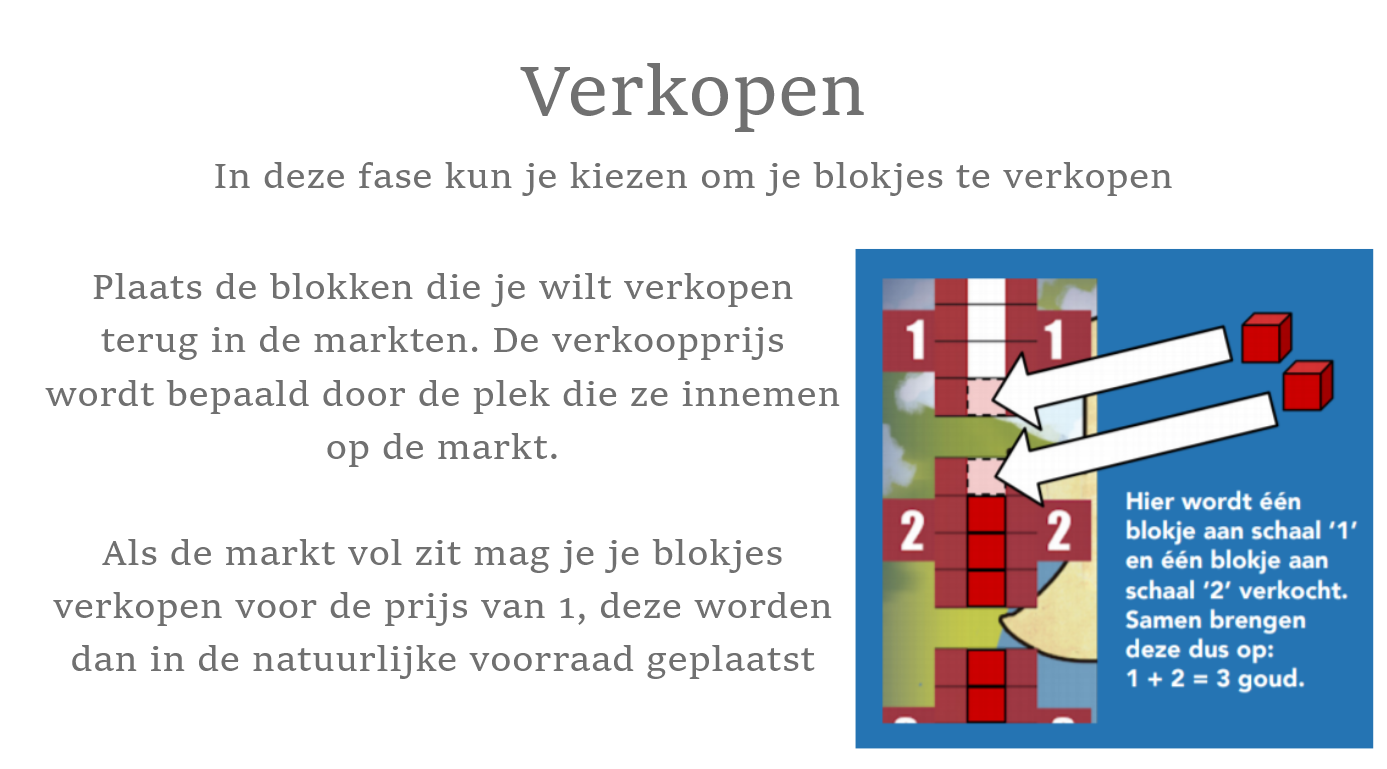 Verkopen
In deze fase kun je kiezen om je blokjes te verkopen
Plaats de blokken die je wilt verkopen
terug in de markten. De verkoopprijs
wordt bepaald door de plek die ze innemen
op de markt.
Als de markt vol zit mag je je blokjes
verkopen voor de prijs van 1, deze worden
dan in de natuurlijke voorraad geplaatst
1 1
2 2
Hier wordt één
blokje aan schaal ‘1’
en één blokje aan
schaal ‘2’ verkocht.
Samen brengen
deze dus op:
1 + 2 = 3 goud.